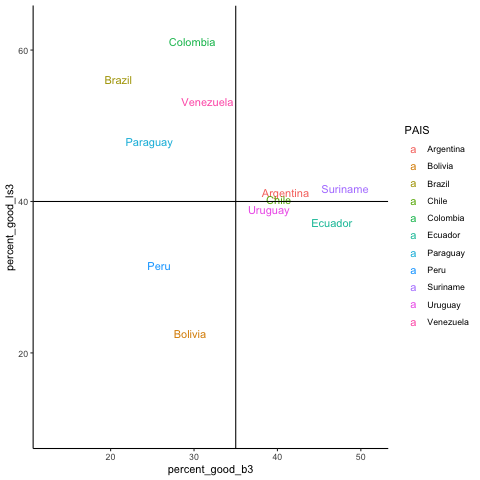 Colombia
60
Brazil
Venezuela
Paraguay
Argentina
Suriname
40
Chile
Uruguay
Ecuador
Peru
Bolivia
20
percent_good_ls3
20 30 40 50
percent_good_b3
PAIS
a Argentina
a Bolivia
a Brazil
a Chile
a Colombia
a Ecuador
a Paraguay
a Peru
a Suriname
a Uruguay
a Venezuela